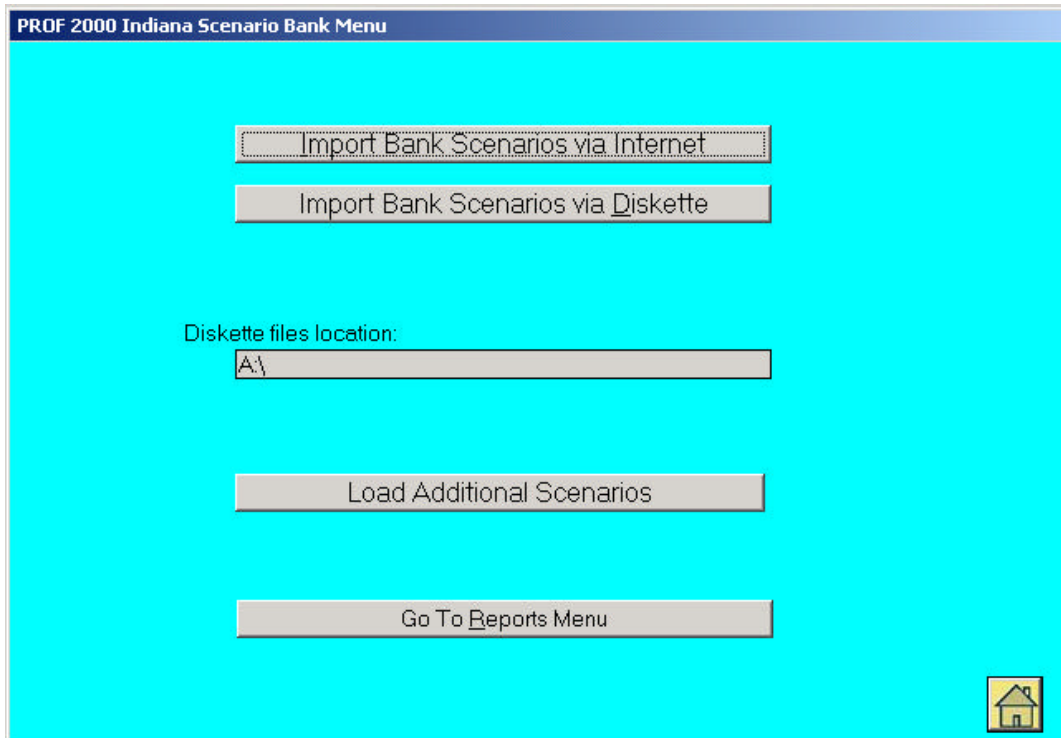 PROF 2000 Indiana Scenario Bank Menu
Import Bank Scenarios via Internet
Import Bank Scenarios via Diskette
Diskette files location:
A:\
Load Additional Scenarios
Go To Reports Menu